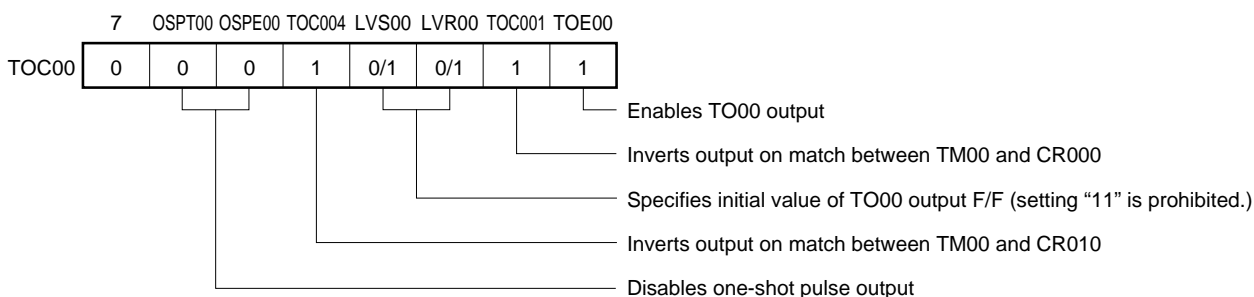 7 OSPT00 OSPE00 TOC004 LVS00 LVR00 TOC001 TOE00
TOC00 0 0 0 1 0/1 0/1 1 1
Enables TO00 output
Inverts output on match between TM00 and CR000
Specifies initial value of TO00 output F/F (setting “11” is prohibited.)
Inverts output on match between TM00 and CR010
Disables one-shot pulse output